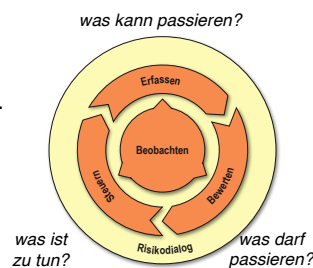 was kann passieren?
Erfassen
Beobachten
Steuern
Bewerten
Risikodialog
was ist
zu tun?
was darf
passieren?